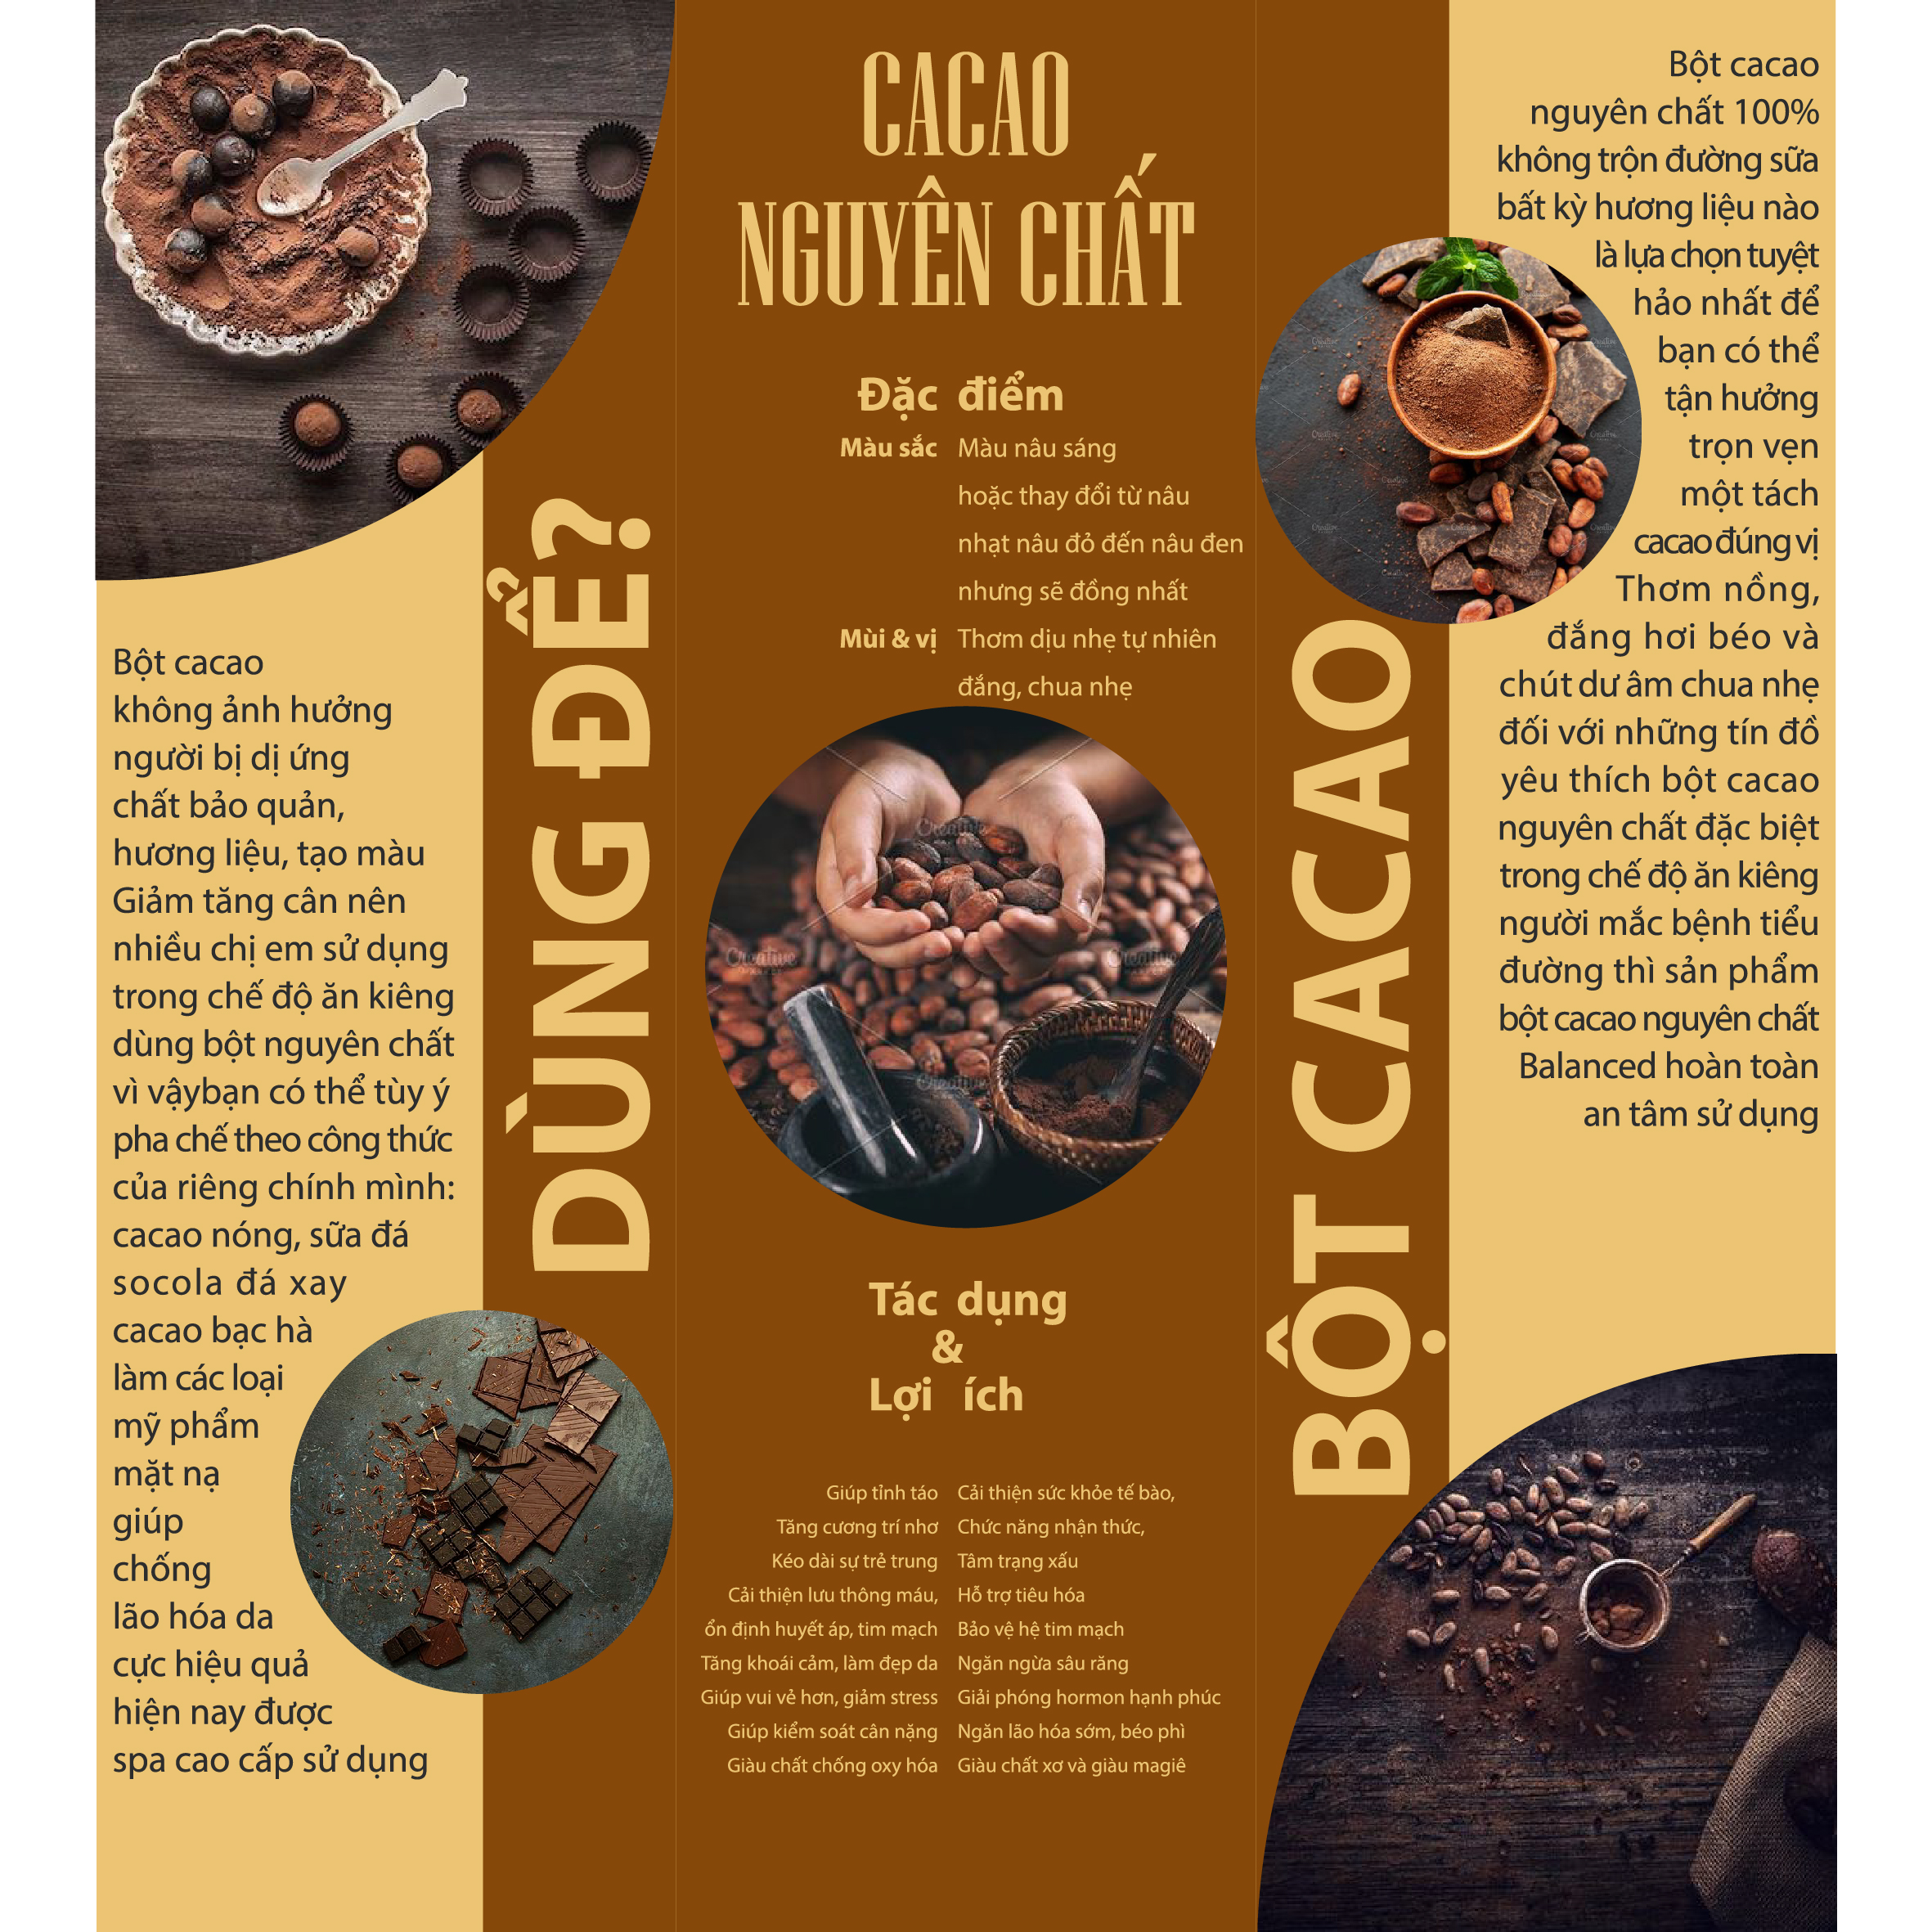 Bột cacao
không ảnh hưởng
người bị dị ứng
chất bảo quản,
hương liệu, tạo màu
Giảm tăng cân nên
nhiều chị em sử dụng
trong chế độ ăn kiêng
dùng bột nguyên chất
vì vậybạn có thể tùy ý
pha chế theo công thức
của riêng chính mình:
cacao nóng, sữa đá
socola đá xay
cacao bạc hà
làm các loại
mỹ phẩm
mặt nạ
giúp
chống
lão hóa da
cực hiệu quả
hiện nay được
spa cao cấp sử dụng
DÙNG ĐỂ?
CACAO
NGUYÊN CHẤT
Đặc điểm
Màu sắc Màu nâu sáng
hoặc thay đổi từ nâu
nhạt nâu đỏ đến nâu đen
nhưng sẽ đồng nhất
Mùi & vị Thơm dịu nhẹ tự nhiên
đắng, chua nhẹ
Creative
Creative
Creative
Creative
Tác dụng
&
Lợi ích
Giúp tỉnh táo Cải thiện sức khỏe tế bào,
Tăng cương trí nhơ Chức năng nhận thức,
Kéo dài sự trẻ trung Tâm trạng xấu
Cải thiện lưu thông máu, Hỗ trợ tiêu hóa
ổn định huyết áp, tim mạch Bảo vệ hệ tim mạch
Tăng khoái cảm, làm đẹp da Ngăn ngừa sâu răng
Giúp vui vẻ hơn, giảm stress Giải phóng hormon hạnh phúc
Giúp kiểm soát cân nặng Ngăn lão hóa sớm, béo phì
Giàu chất chống oxy hóa Giàu chất xơ và giàu magiê
BỘT CACAO
Bột cacao
nguyên chất 100%
không trộn đường sữa
bất kỳ hương liệu nào
là lựa chọn tuyệt
hảo nhất để
bạn có thể
tận hưởng
trọn vẹn
một tách
cacao đúng vị
Thơm nồng,
đắng hơi béo và
chút dư âm chua nhẹ
đối với những tín đồ
yêu thích bột cacao
nguyên chất đặc biệt
trong chế độ ăn kiêng
người mắc bệnh tiểu
đường thì sản phẩm
bột cacao nguyên chất
Balanced hoàn toàn
an tâm sử dụng